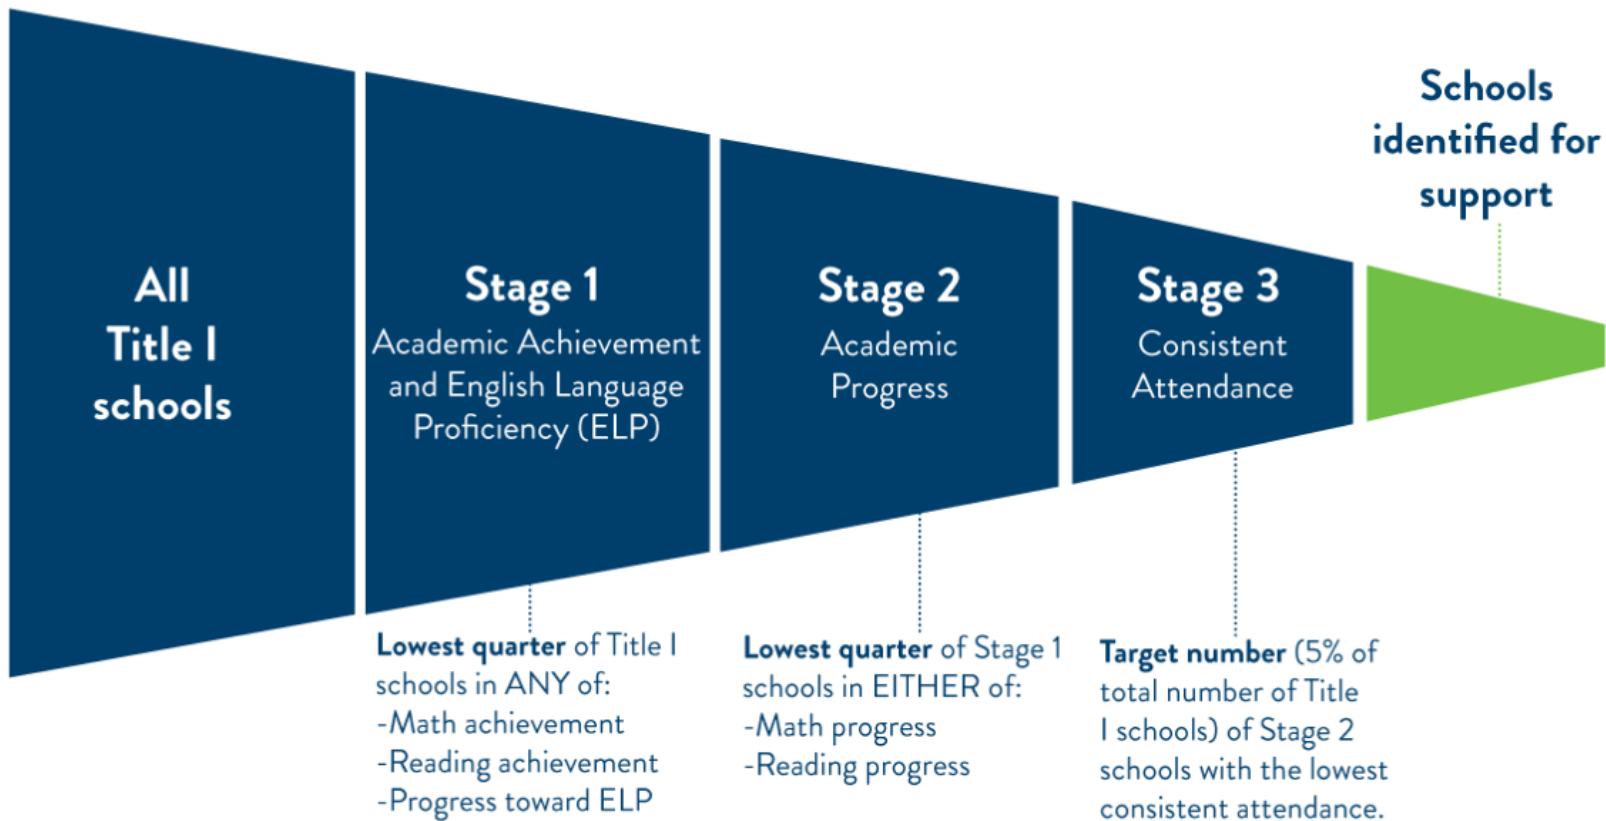 All
Title I
schools
Stage 1
Academic Achievement
and English Language
Proficiency (ELP)
Lowest quarter of Title I
schools in ANY of:
-Math achievement
-Reading achievement
-Progress toward ELP
Stage 2
Academic
Progress
Lowest quarter of Stage 1
schools in EITHER of:
-Math progress
-Reading progress
Stage 3
Consistent
Attendance
Target number (5% of
total number of Title
I schools) of Stage 2
schools with the lowest
consistent attendance.
Schools
identified for
support